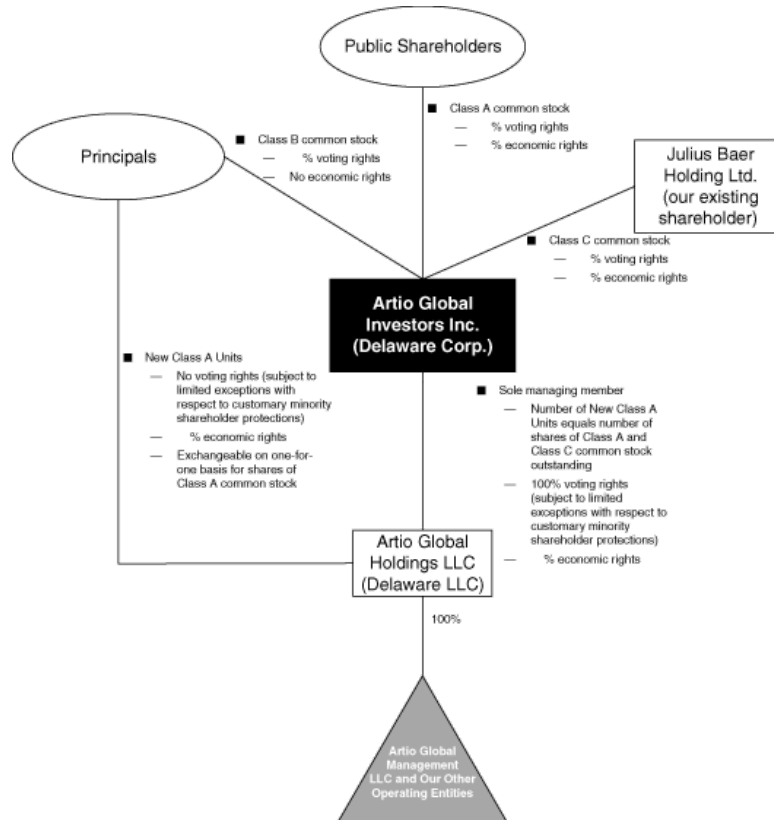 Public Shareholders
■ Class A common stock
— % voting rights
— % economic rights
■ Class B common stock
— % voting rights
— No economic rights
Principals
Julius Baer
Holding Ltd.
(our existing
shareholder)
■ Class C common stock
— % voting rights
— % economic rights
Artio Global
Investors Inc.
(Delaware Corp.)
■ New Class A Units
— No voting rights (subject to
limited exceptions with
respect to customary minority
shareholder protections)
— % economic rights
— Exchangeable on one-for-
one basis for shares of
Class A common stock
■ Sole managing member
— Number of New Class A
Units equals number of
shares of Class A and
Class C common stock
outstanding
— 100% voting rights
(subject to limited
exceptions with respect to
customary minority
shareholder protections)
— % economic rights
Artio Global
Holdings LLC
(Delaware LLC)
100%
Artio Global
Management
LLC and Our Other
Operating Entities